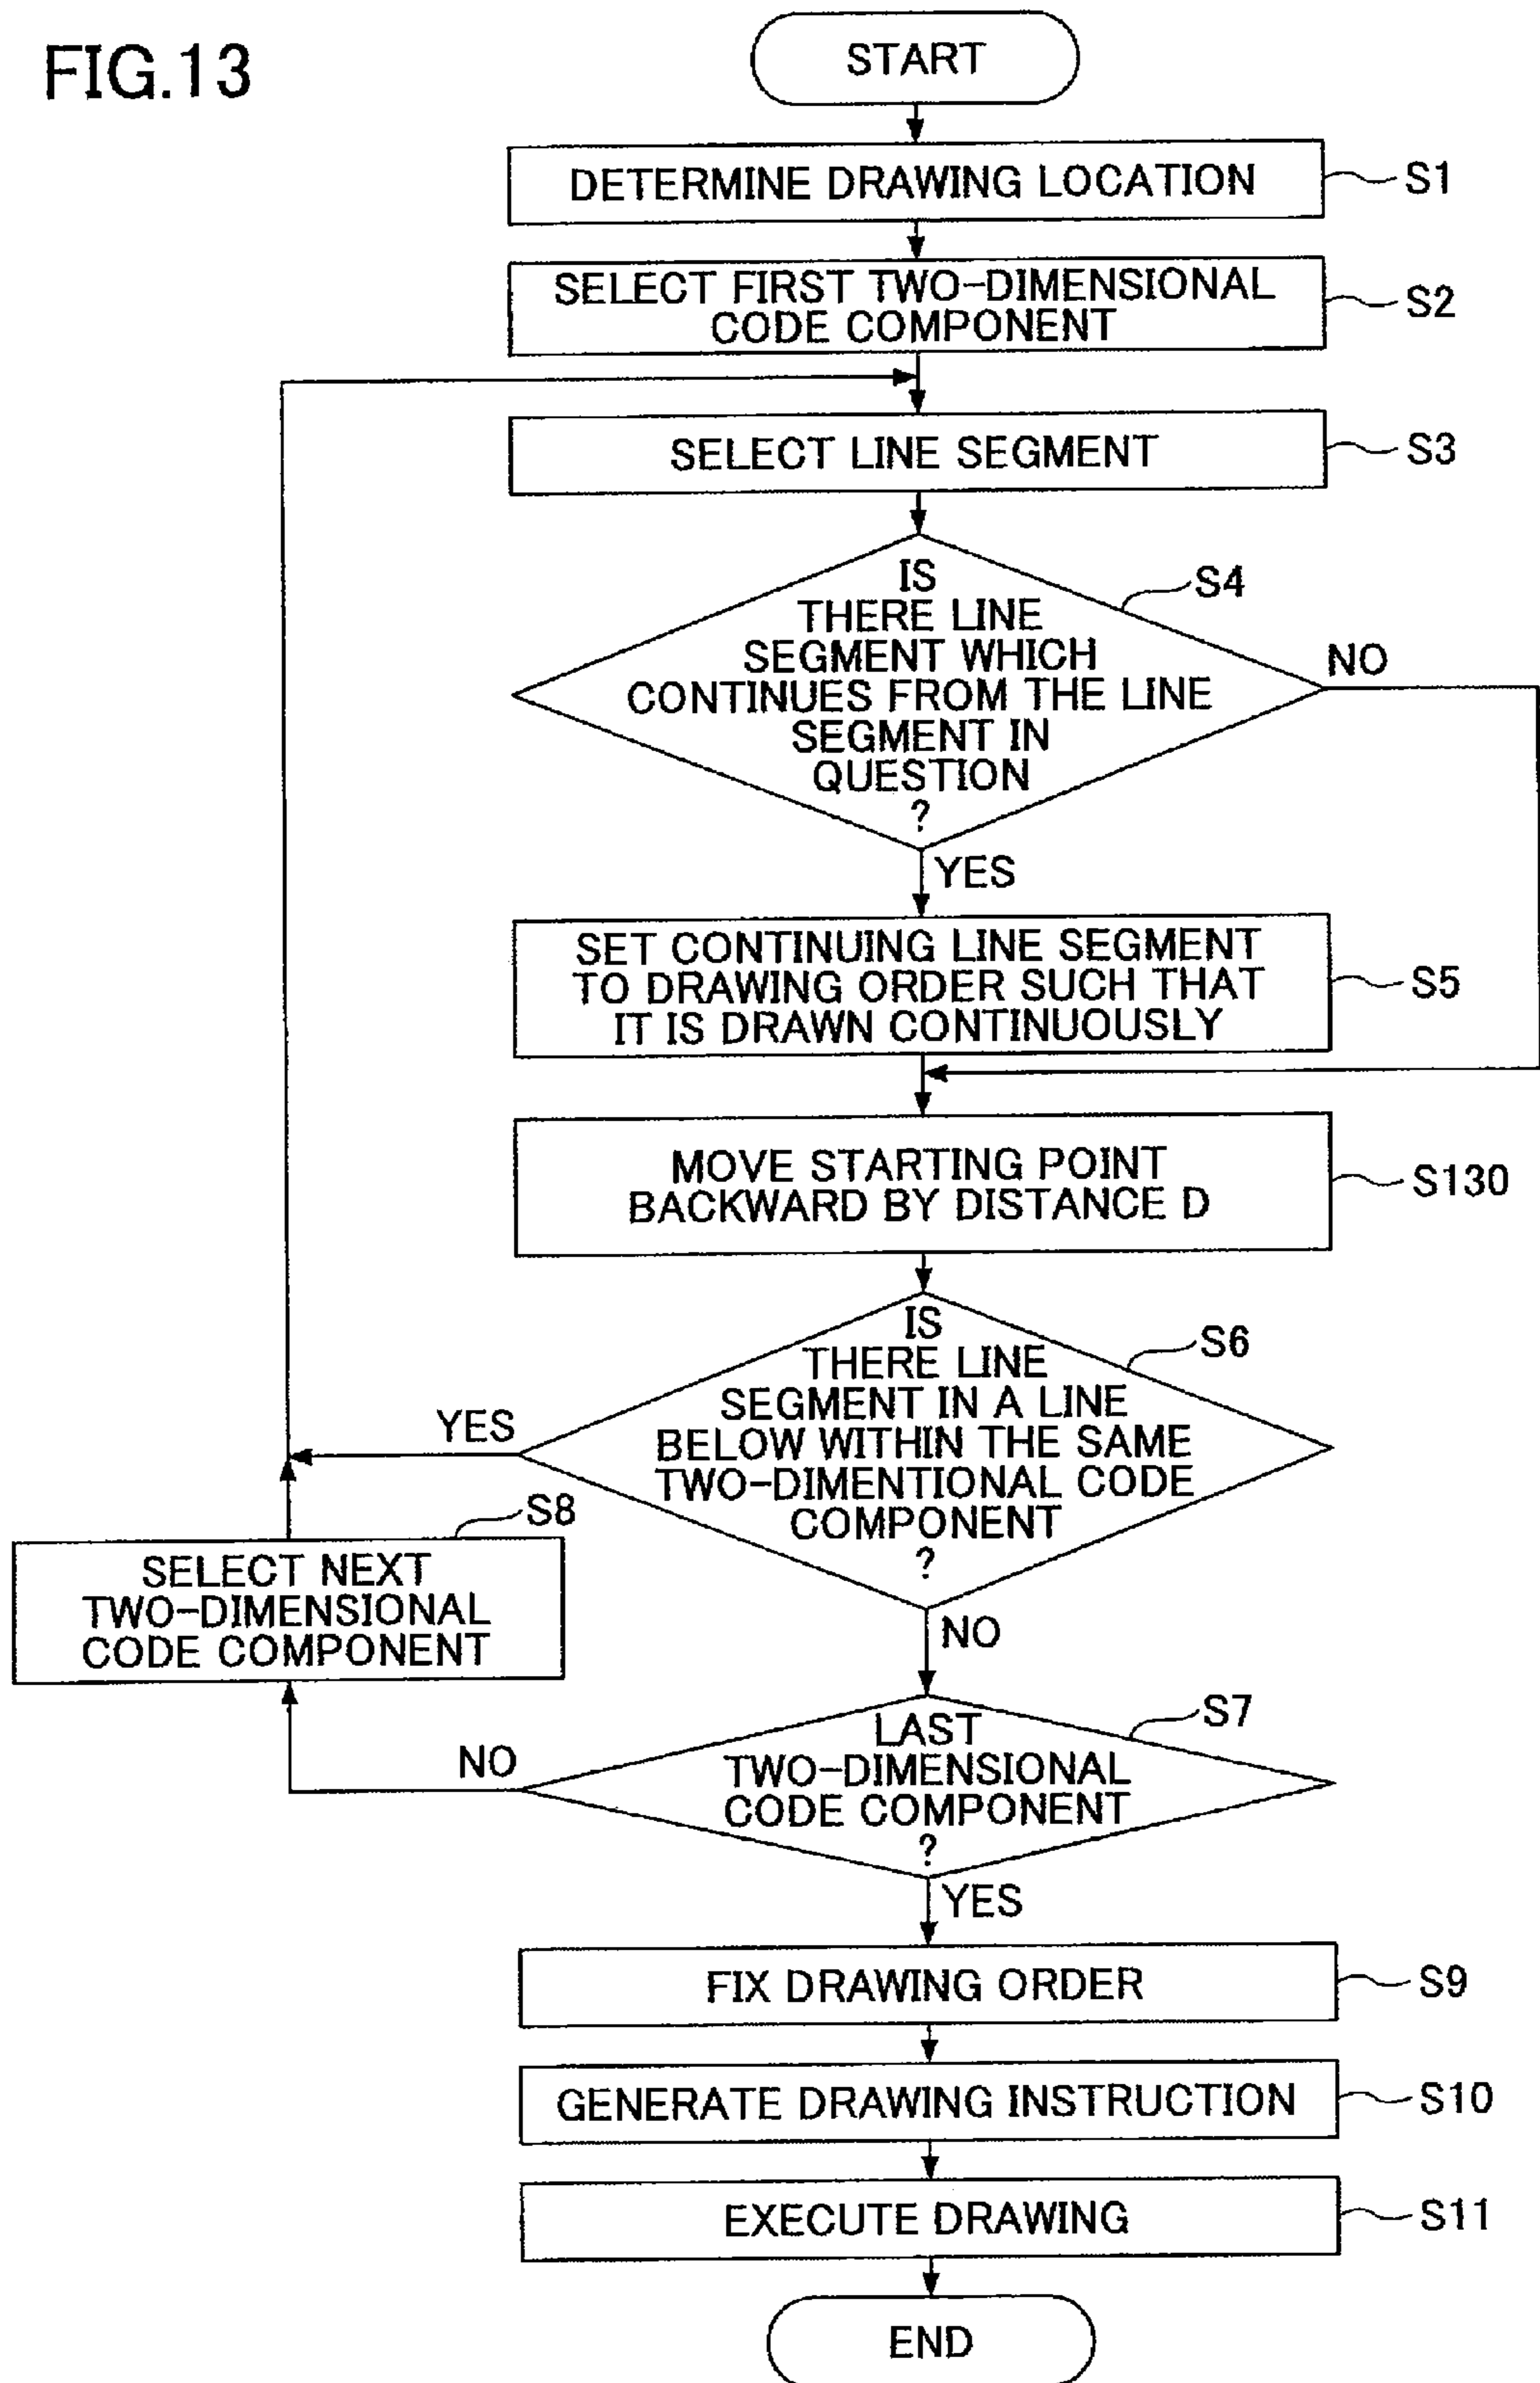 FIG.13
START
DETERMINE DRAWING LOCATION
S1
SELECT FIRST TWO-DIMENSIONAL
CODE COMPONENT
S2
SELECT LINE SEGMENT
S3
IS
THERE LINE
SEGMENT WHICH
CONTINUES FROM THE LINE
SEGMENT IN
QUESTION
?
S4
NO
YES
SET CONTINUING LINE SEGMENT
TO DRAWING ORDER SUCH THAT
IT IS DRAWN CONTINUOUSLY
S5
MOVE STARTING POINT
BACKWARD BY DISTANCE D
S130
IS
THERE LINE
SEGMENT IN A LINE
BELOW WITHIN THE SAME
TWO-DIMENTIONAL CODE
COMPONENT
?
S6
YES
NO
S8
SELECT NEXT
TWO-DIMENSIONAL
CODE COMPONENT
LAST
TWO-DIMENSIONAL
CODE COMPONENT
?
S7
NO
YES
FIX DRAWING ORDER
S9
GENERATE DRAWING INSTRUCTION
S10
EXECUTE DRAWING
S11
END